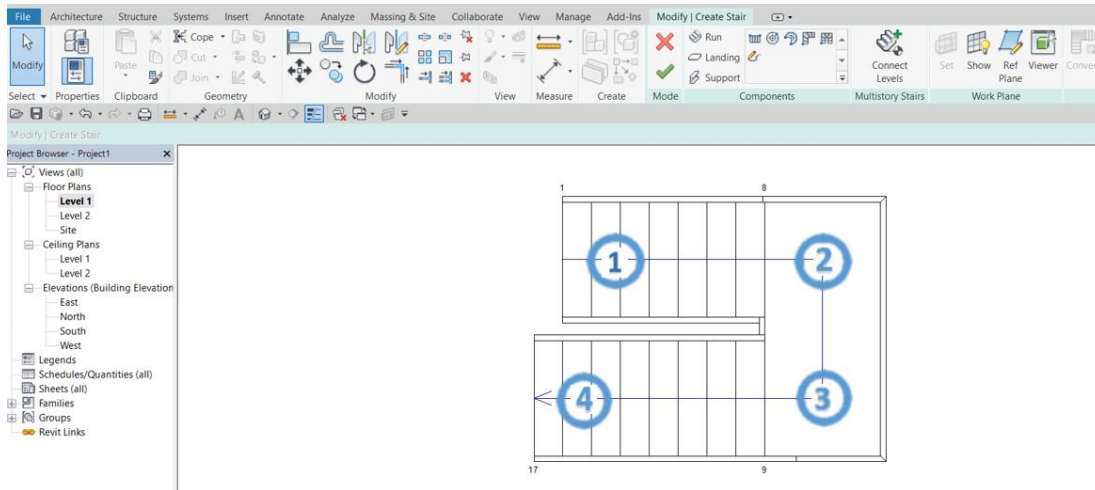 File Architecture Structure Systems Insert Annotate Analyze Massing & Site Collaborate View Manage Add-Ins Modify | Create Stair
Modify
Paste
Cope
Cut
Join
Run
Landing
Support
Connect
Levels
Set
Show
Ref
Plane
Viewer
Select Properties Clipboard Geometry Modify View Measure Create Mode Components Multistory Stairs Work Plane
Modify | Create Stair
Project Browser - Project1
Views (all)
Floor Plans
Level 1
Level 2
Site
Ceiling Plans
Level 1
Level 2
Elevations (Building Elevation
East
North
South
West
Legends
Schedules/Quantities (all)
Sheets (all)
Families
Groups
Revit Links
1 8
1 2
4 3
17 9